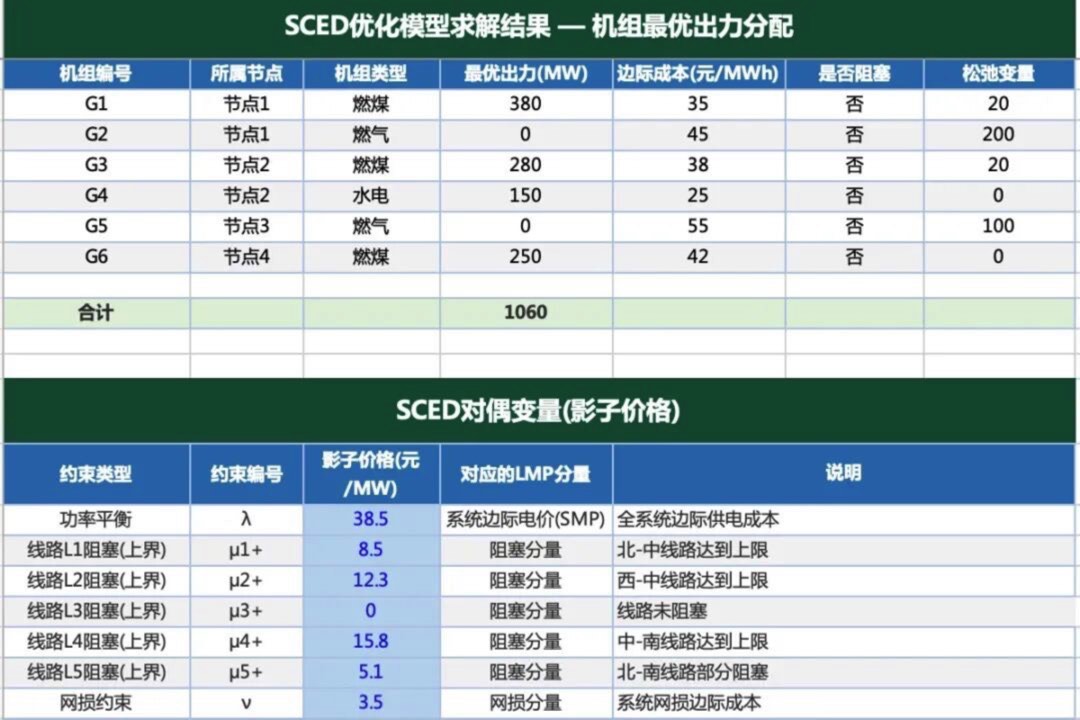 SCED优化模型求解结果 — 机组最优出力分配
机组编号 所属节点 机组类型 最优出力(MW) 边际成本(元/MWh) 是否阻塞 松弛变量
G1 节点1 燃煤 380 35 否 20
G2 节点1 燃气 0 45 否 200
G3 节点2 燃煤 280 38 否 20
G4 节点2 水电 150 25 否 0
G5 节点3 燃气 0 55 否 100
G6 节点4 燃煤 250 42 否 0
合计 1060
SCED对偶变量(影子价格)
约束类型 约束编号 影子价格(元/MW) 对应的LMP分量 说明
功率平衡 λ 38.5 系统边际电价(SMP) 全系统边际供电成本
线路L1阻塞(上界) μ1+ 8.5 阻塞分量 北-中线路达到上限
线路L2阻塞(上界) μ2+ 12.3 阻塞分量 西-中线路达到上限
线路L3阻塞(上界) μ3+ 0 阻塞分量 线路未阻塞
线路L4阻塞(上界) μ4+ 15.8 阻塞分量 中-南线路达到上限
线路L5阻塞(上界) μ5+ 5.1 阻塞分量 北-南线路部分阻塞
网损约束 ν 3.5 网损分量 系统网损边际成本